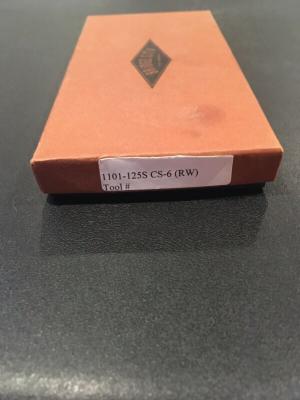 1101-125S CS-6 (RW)
Tool #